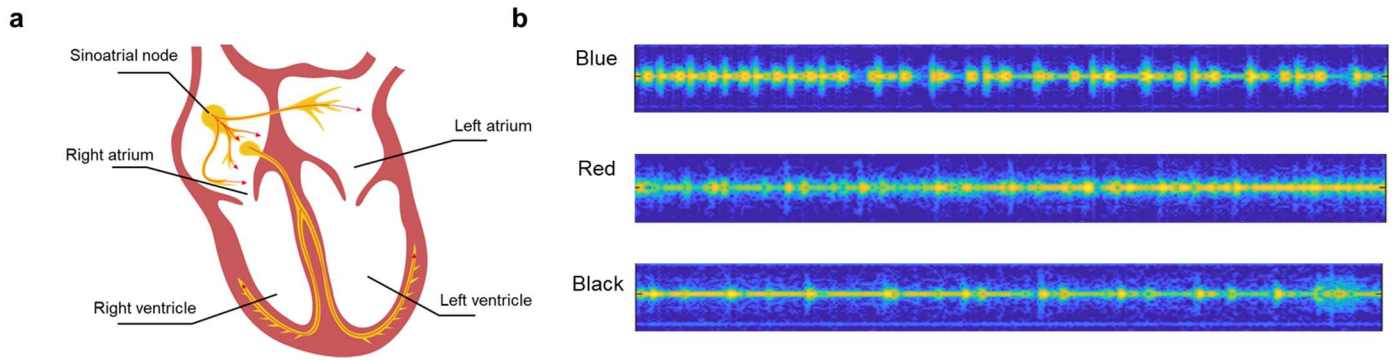 a
Sinoatrial node
Left atrium
Right atrium
Right ventricle
Left ventricle
b
Blue
Red
Black